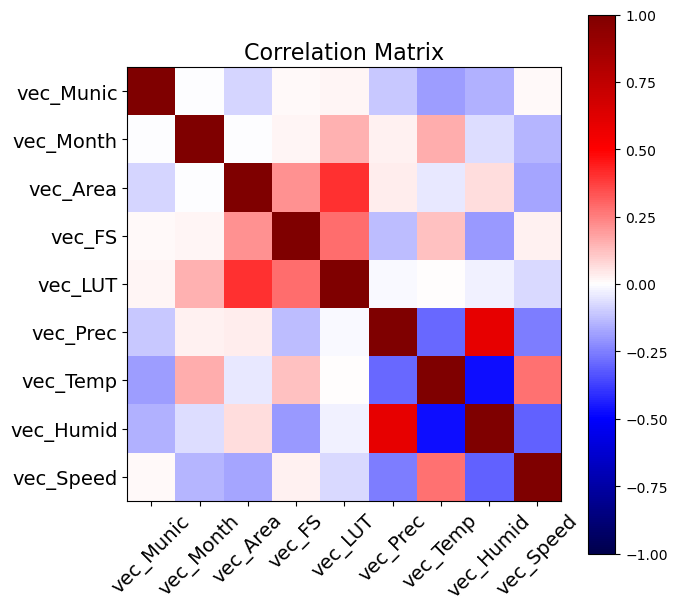 Correlation Matrix
vec_Munic
vec_Month
vec_Area
vec_FS
vec_LUT
vec_Prec
vec_Temp
vec_Humid
vec_Speed
vec_Munic
vec_Month
vec_Area
vec_FS
vec_LUT
vec_Prec
vec_Temp
vec_Humid
vec_Speed
1.00
0.75
0.50
0.25
0.00
−0.25
−0.50
−0.75
−1.00